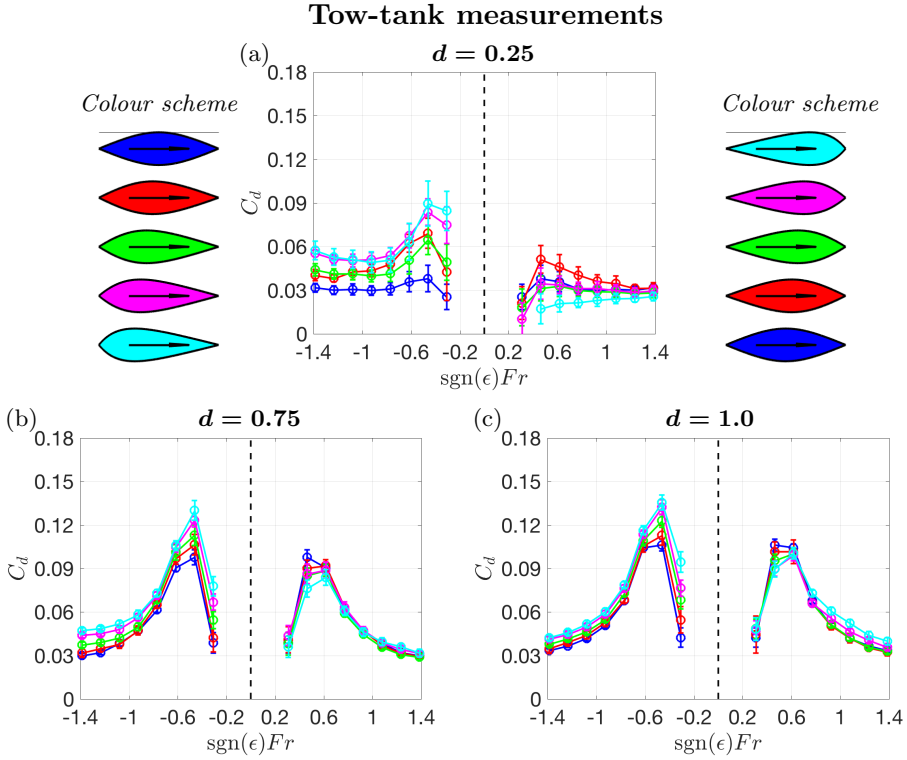 Tow-tank measurements
(a)
d = 0.25
Colour scheme
Colour scheme
0.18
0.15
0.12
0.09
0.06
0.03
0
C_d
-1.4 -1 -0.6 -0.2 0.2 0.6 1 1.4
sgn(ϵ)Fr
(b)
d = 0.75
0.18
0.15
0.12
0.09
0.06
0.03
0
C_d
-1.4 -1 -0.6 -0.2 0.2 0.6 1 1.4
sgn(ϵ)Fr
(c)
d = 1.0
0.18
0.15
0.12
0.09
0.06
0.03
0
C_d
-1.4 -1 -0.6 -0.2 0.2 0.6 1 1.4
sgn(ϵ)Fr